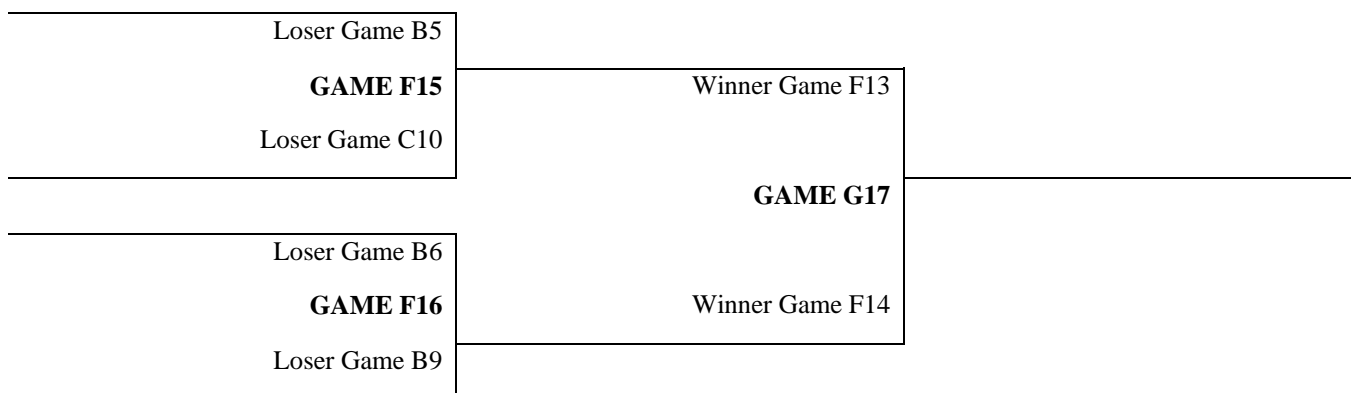 Loser Game B5
GAME F15
Winner Game F13
Loser Game C10
GAME G17
Loser Game B6
GAME F16
Winner Game F14
Loser Game B9